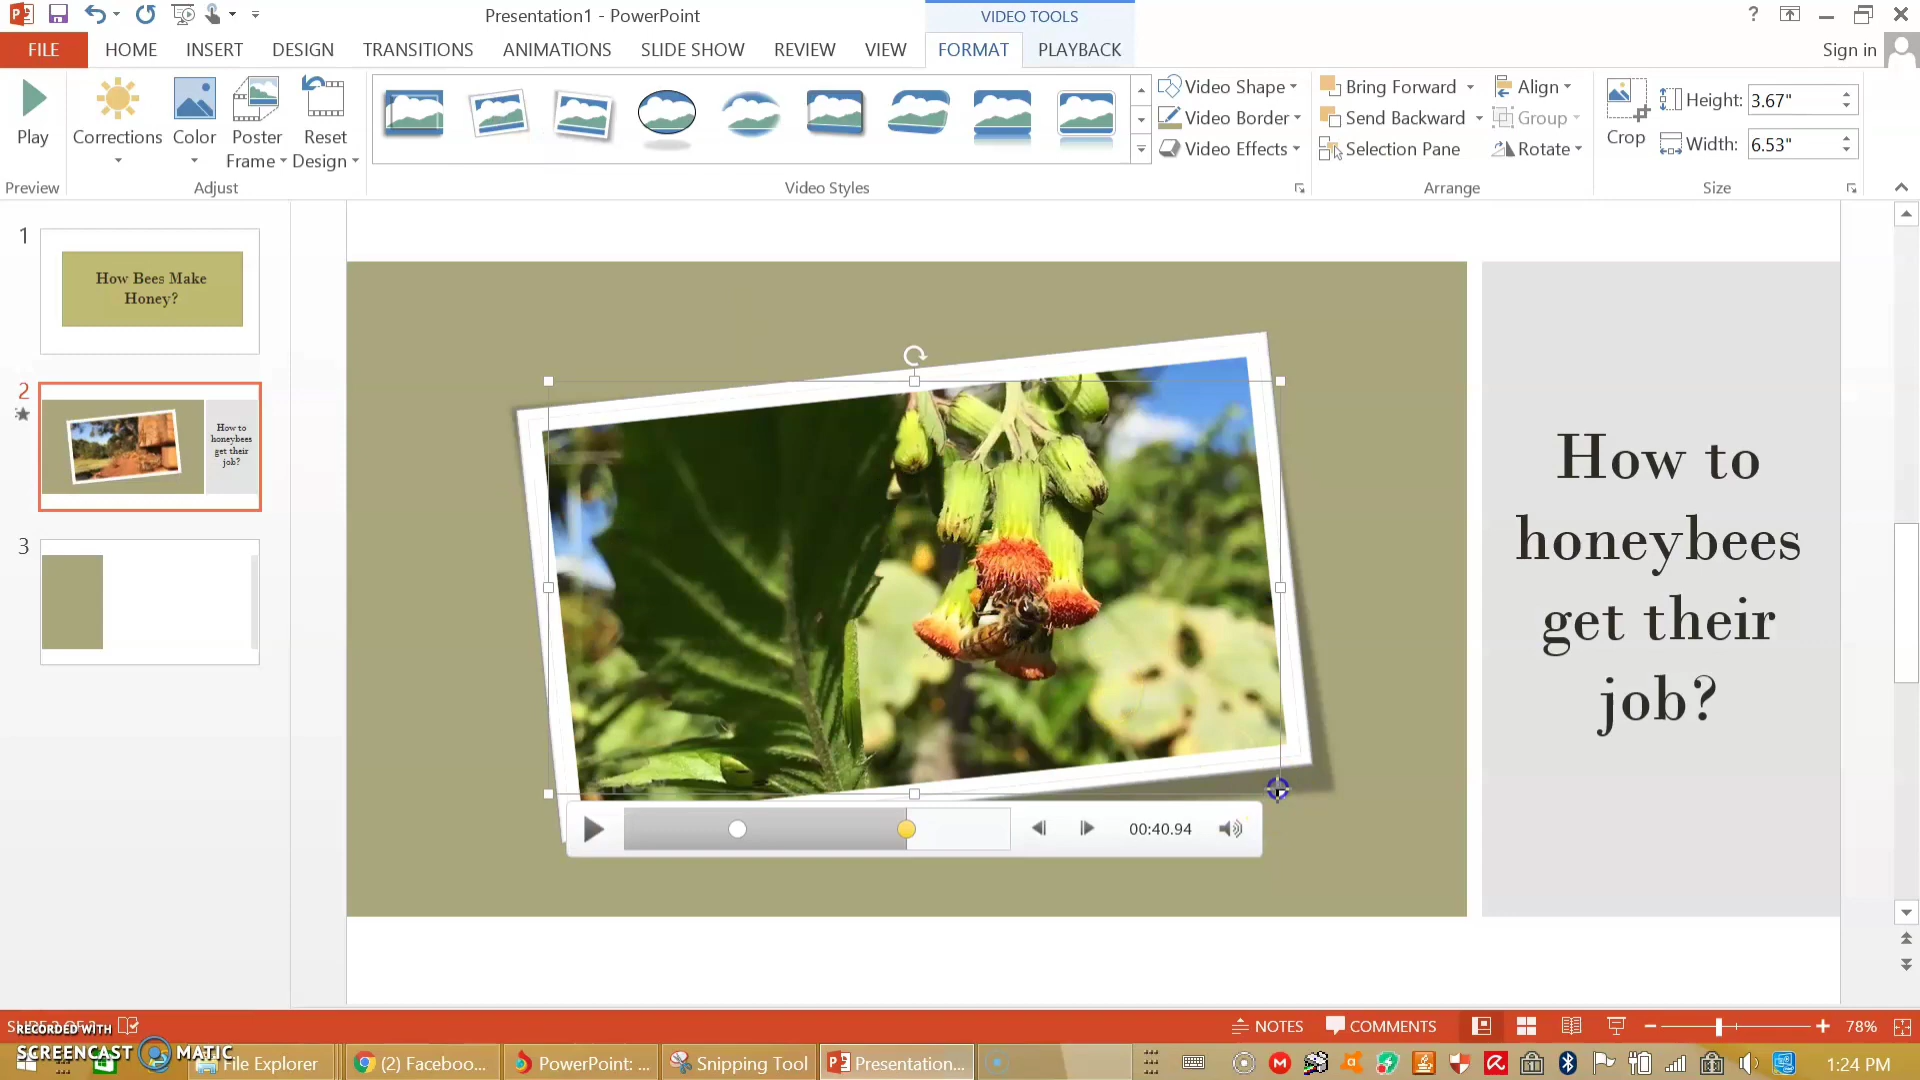 Presentation1 - PowerPoint
VIDEO TOOLS
?
FILE
HOME
INSERT
DESIGN
TRANSITIONS
ANIMATIONS
SLIDE SHOW
REVIEW
VIEW
FORMAT
PLAYBACK
Sign in
Play
Corrections
Color
Poster
Frame
Reset
Design
Video Shape
Video Border
Video Effects
Bring Forward
Send Backward
Selection Pane
Align
Group
Rotate
Crop
Height: 3.67"
Width: 6.53"
Preview
Adjust
Video Styles
Arrange
Size
1
How Bees Make
Honey?
2
How to
honeybees
get their
job?
3
How to
honeybees
get their
job?
00:40.94
RECORDED WITH
SCREENCAST MATIC
NOTES
COMMENTS
78%
File Explorer
(2) Faceboo...
PowerPoint: ...
Snipping Tool
Presentation...
1:24 PM